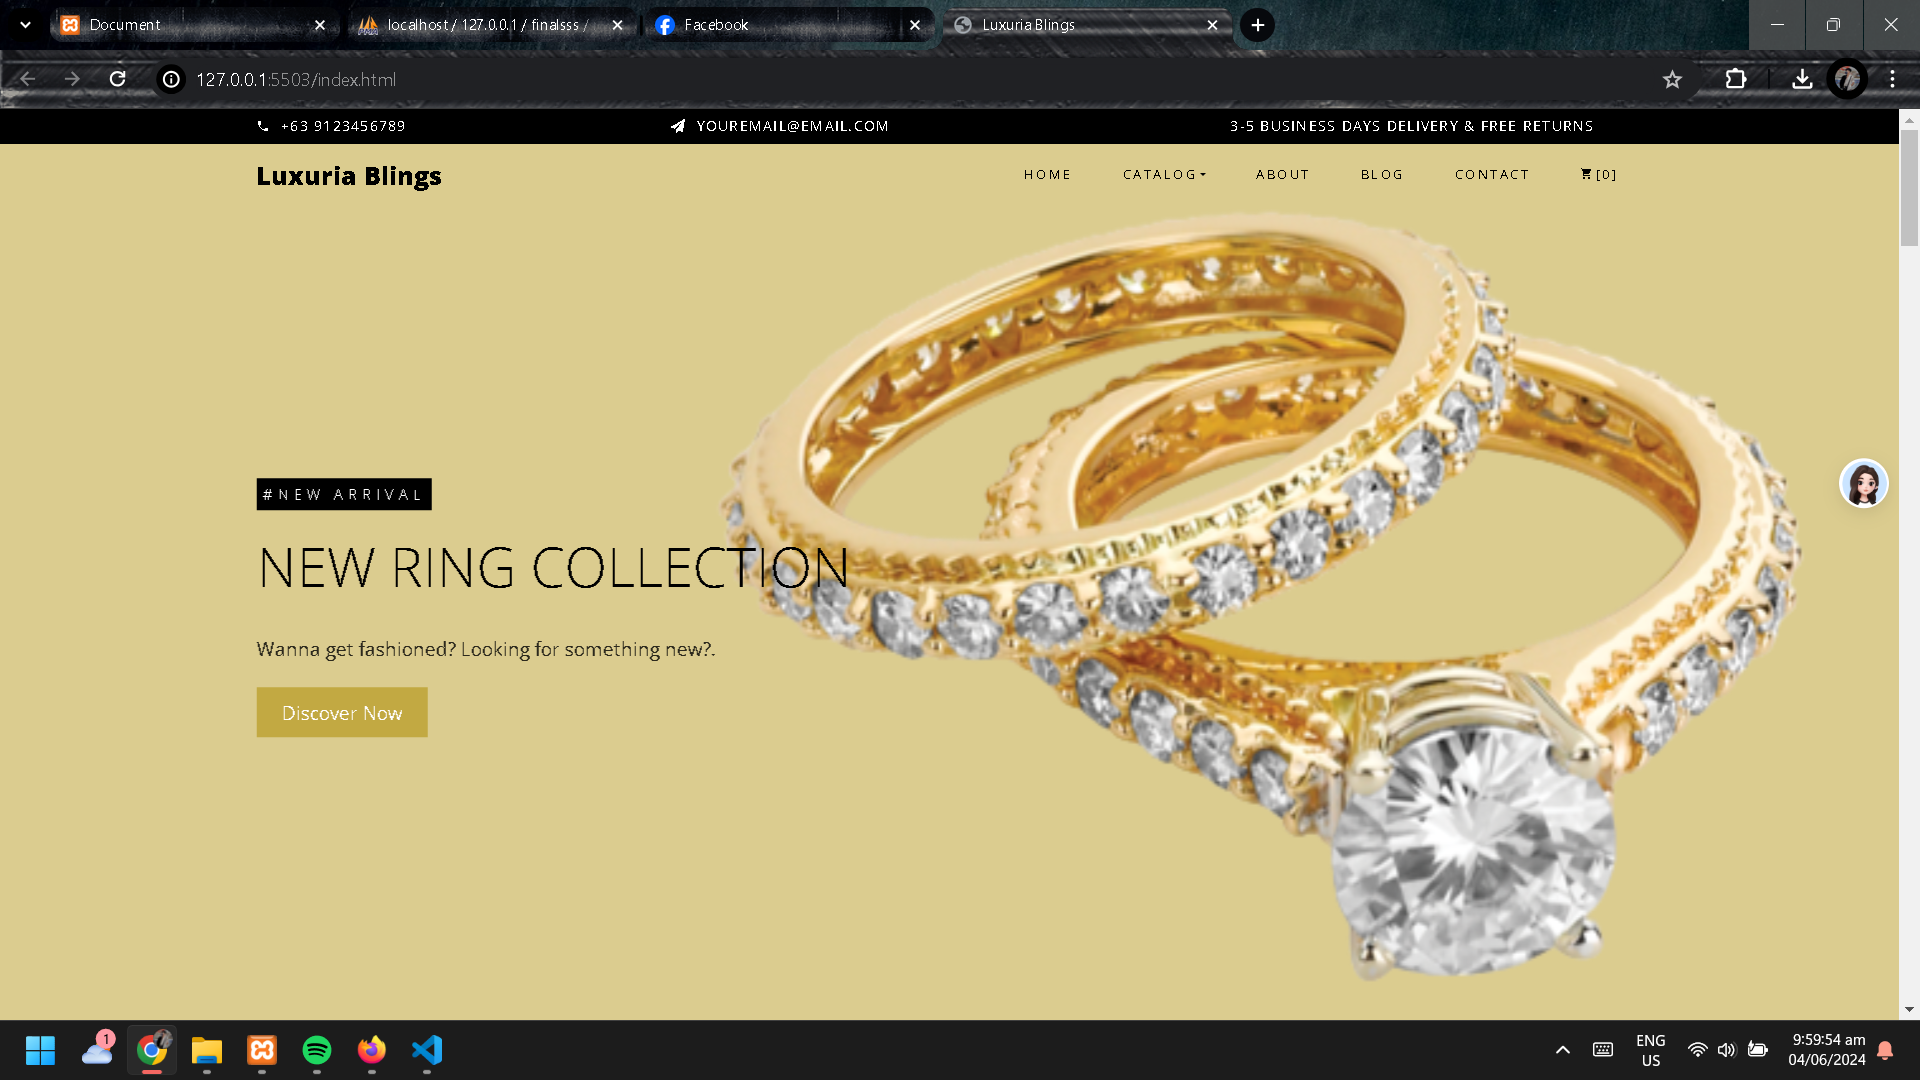 Document
localhost / 127.0.0.1 / finalsss /
Facebook
Luxuria Blings
127.0.0.1:5503/index.html
+63 9123456789
YOUREMAIL@EMAIL.COM
3-5 BUSINESS DAYS DELIVERY & FREE RETURNS
Luxuria Blings
HOME
CATALOG
ABOUT
BLOG
CONTACT
[0]
#NEW ARRIVAL
NEW RING COLLECTION
Wanna get fashioned? Looking for something new?.
Discover Now
1
ENG
US
9:59:54 am
04/06/2024